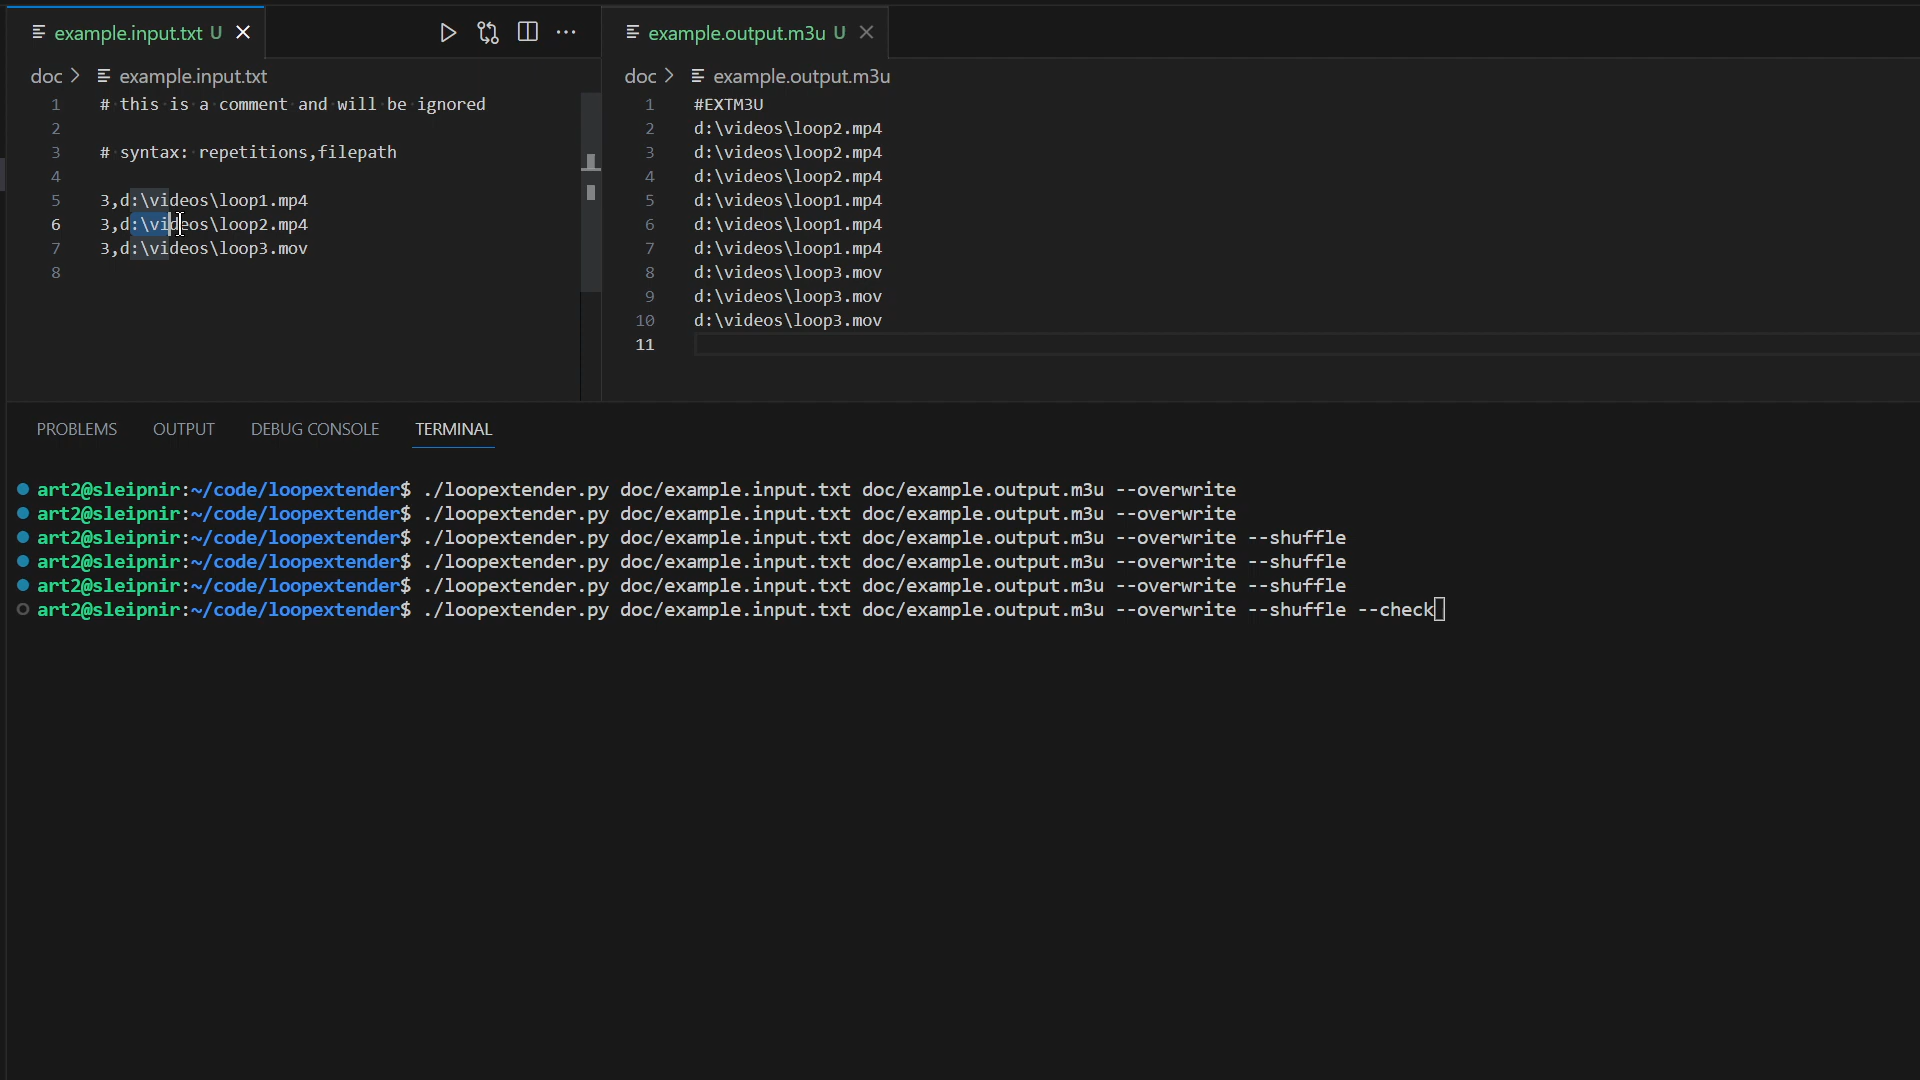 example.input.txt U
doc > example.input.txt
1 # this is a comment and will be ignored
2
3 # syntax: repetitions,filepath
4
5 3,d:\videos\loop1.mp4
6 3,d:\videos\loop2.mp4
7 3,d:\videos\loop3.mov
8
example.output.m3u U
doc > example.output.m3u
1 #EXTM3U
2 d:\videos\loop2.mp4
3 d:\videos\loop2.mp4
4 d:\videos\loop2.mp4
5 d:\videos\loop1.mp4
6 d:\videos\loop1.mp4
7 d:\videos\loop1.mp4
8 d:\videos\loop3.mov
9 d:\videos\loop3.mov
10 d:\videos\loop3.mov
11
PROBLEMS OUTPUT DEBUG CONSOLE TERMINAL
art2@sleipnir:~/code/loopextender$ ./loopextender.py doc/example.input.txt doc/example.output.m3u --overwrite
art2@sleipnir:~/code/loopextender$ ./loopextender.py doc/example.input.txt doc/example.output.m3u --overwrite
art2@sleipnir:~/code/loopextender$ ./loopextender.py doc/example.input.txt doc/example.output.m3u --overwrite --shuffle
art2@sleipnir:~/code/loopextender$ ./loopextender.py doc/example.input.txt doc/example.output.m3u --overwrite --shuffle
art2@sleipnir:~/code/loopextender$ ./loopextender.py doc/example.input.txt doc/example.output.m3u --overwrite --shuffle
art2@sleipnir:~/code/loopextender$ ./loopextender.py doc/example.input.txt doc/example.output.m3u --overwrite --shuffle --check